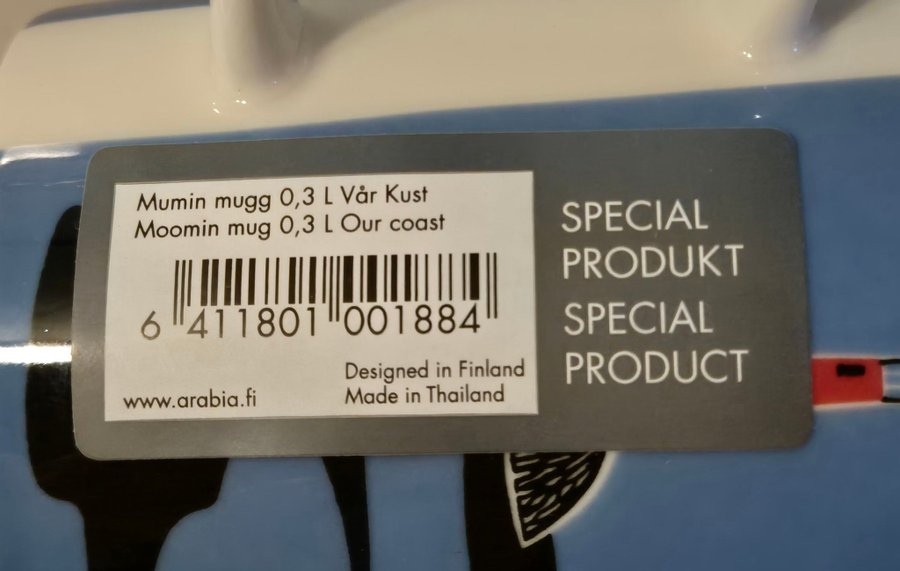 Mumin mugg 0,3 L Vår Kust
Moomin mug 0,3 L Our coast
6 411801 001884
Designed in Finland
www.arabia.fi Made in Thailand
SPECIAL
PRODUKT
SPECIAL
PRODUCT